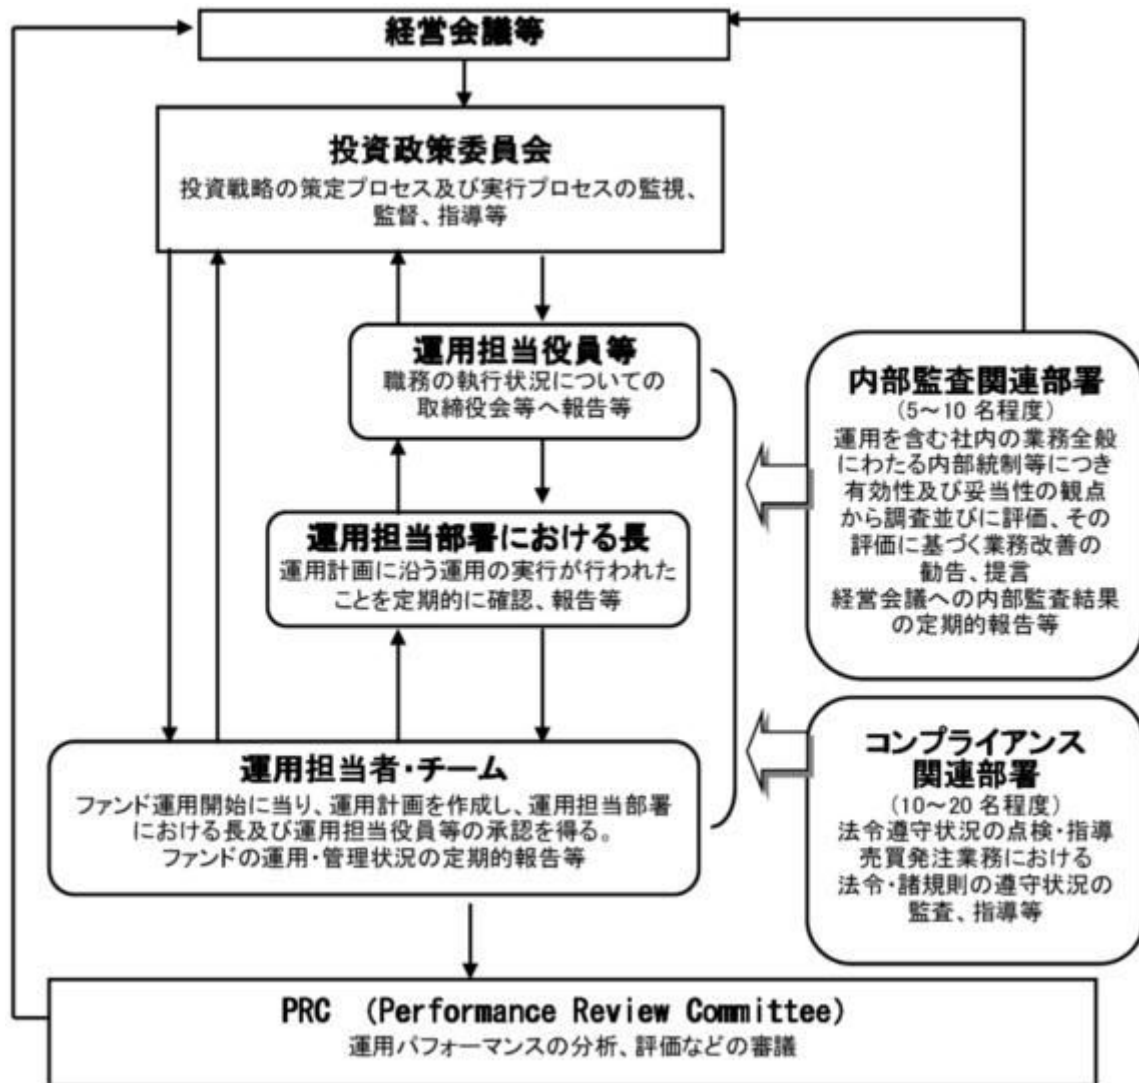 経営会議等
投資政策委員会
投資戦略の策定プロセス及び実行プロセスの監視、
監督、指導等
運用担当役員等
職務の執行状況についての
取締役会等へ報告等
運用担当部署における長
運用計画に沿う運用の実行が行われた
ことを定期的に確認、報告等
運用担当者・チーム
ファンド運用開始に当り、運用計画を作成し、運用担当部署
における長及び運用担当役員等の承認を得る。
ファンドの運用・管理状況の定期的報告等
内部監査関連部署
(5～10 名程度)
運用を含む社内の業務全般
にわたる内部統制等につき
有効性及び妥当性の観点
から調査並びに評価、その
評価に基づく業務改善の
勧告、提言
経営会議への内部監査結果
の定期的報告等
コンプライアンス
関連部署
(10～20 名程度)
法令遵守状況の点検・指導
売買発注業務における
法令・諸規則の遵守状況の
監査、指導等
PRC （Performance Review Committee）
運用パフォーマンスの分析、評価などの審議